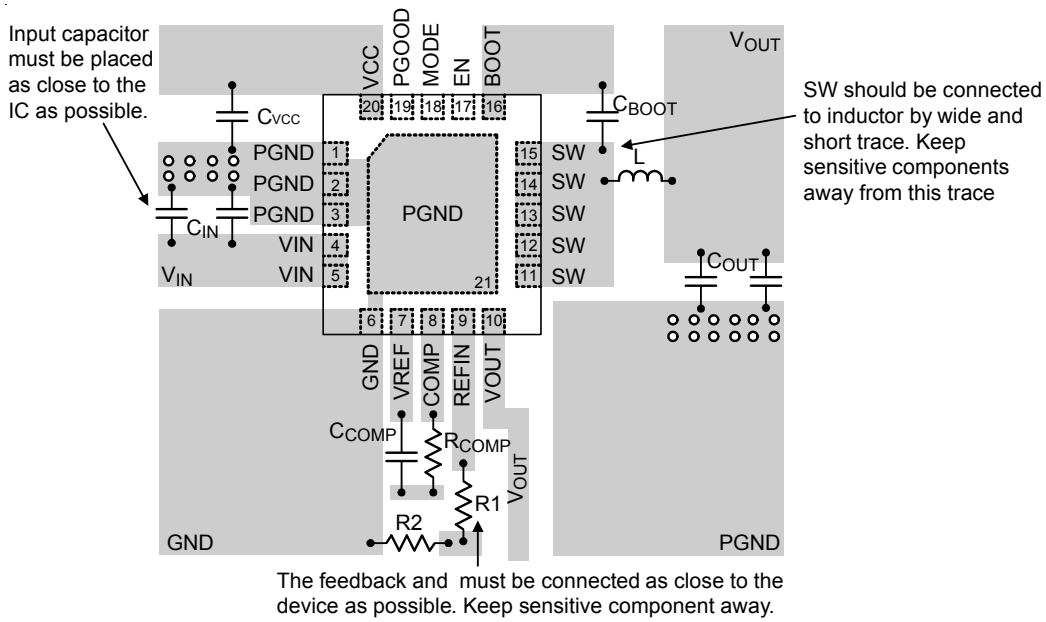 Input capacitor
must be placed
as close to the
IC as possible.
VCC
PGOOD
MODE
EN
BOOT
20
19
18
17
16
VOUT
CVCC
CBOOT
SW should be connected
to inductor by wide and
short trace. Keep
sensitive components
away from this trace
PGND
1
PGND
2
PGND
3
VIN
4
VIN
5
CIN
VIN
PGND
21
15
SW
14
SW
13
SW
12
SW
11
SW
L
COUT
6
7
8
9
10
GND
VREF
COMP
REFIN
VOUT
CCOMP
RCOMP
VOUT
R1
R2
GND
PGND
The feedback and must be connected as close to the
device as possible. Keep sensitive component away.